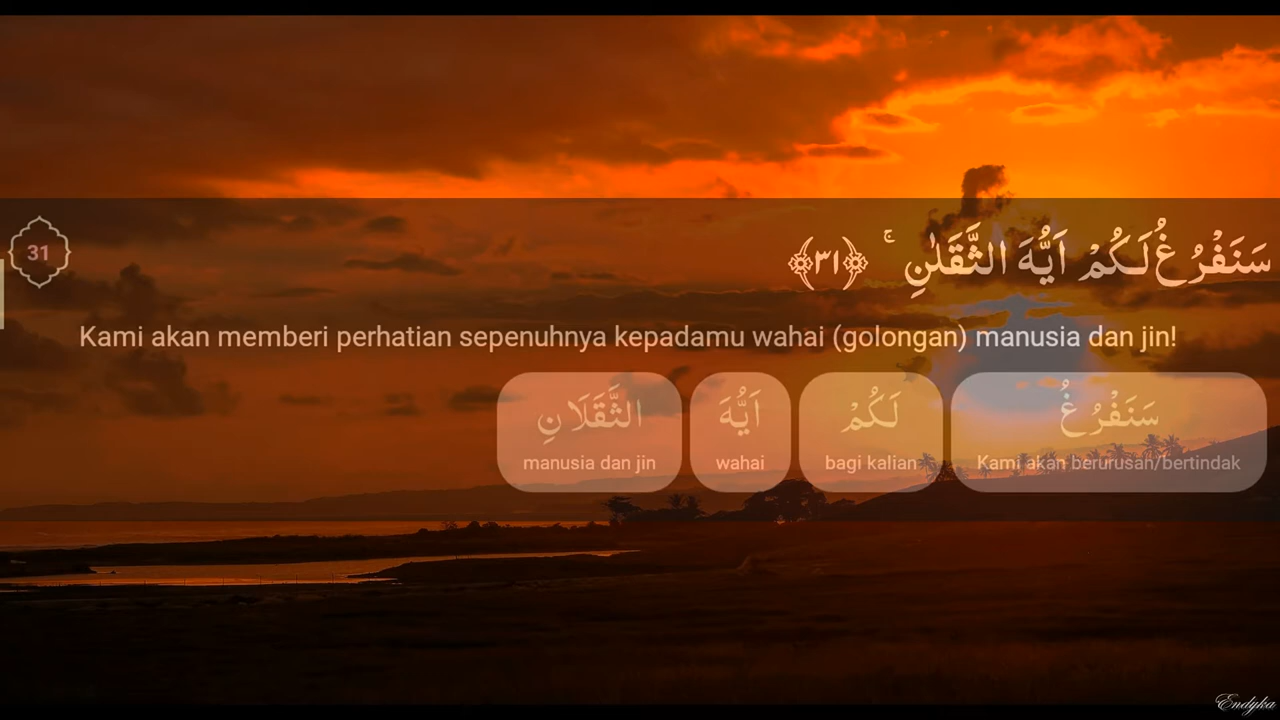 31
سَنَفْرُغُ لَكُمْ اَيُّهَ الثَّقَلٰنِ ۚ ﴿٣١﴾
Kami akan memberi perhatian sepenuhnya kepadamu wahai (golongan) manusia dan jin!
سَنَفْرُغُ لَكُمْ اَيُّهَ الثَّقَلَانِ
Kami akan berurusan/bertindak bagi kalian wahai manusia dan jin
Endyka